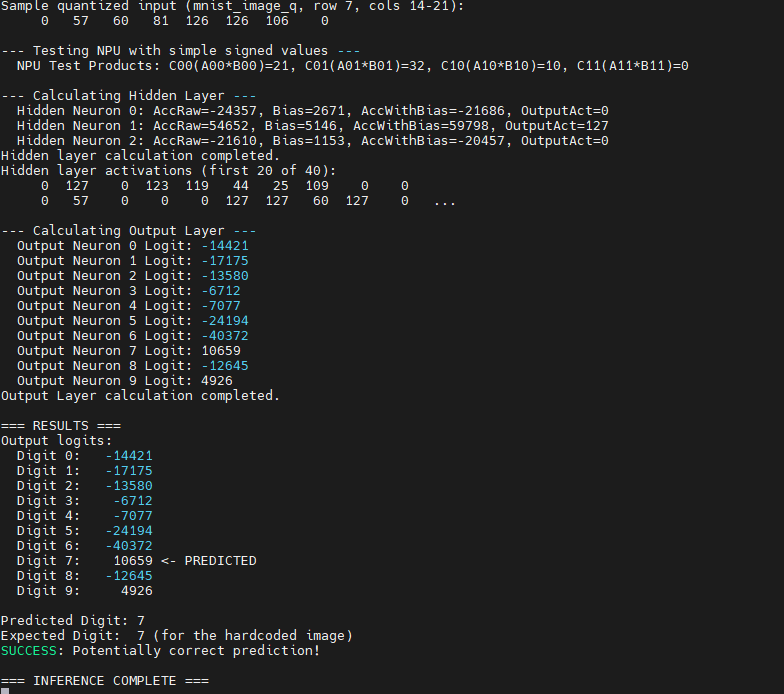 Sample quantized input (mnist_image_q, row 7, cols 14-21):
     0   57   60   81  126  126  106    0

--- Testing NPU with simple signed values ---
  NPU Test Products: C00(A00*B00)=21, C01(A01*B01)=32, C10(A10*B10)=10, C11(A11*B11)=0

--- Calculating Hidden Layer ---
  Hidden Neuron 0: AccRaw=-24357, Bias=2671, AccWithBias=-21686, OutputAct=0
  Hidden Neuron 1: AccRaw=54652, Bias=5146, AccWithBias=59798, OutputAct=127
  Hidden Neuron 2: AccRaw=-21610, Bias=1153, AccWithBias=-20457, OutputAct=0
Hidden layer calculation completed.
Hidden layer activations (first 20 of 40):
     0  127    0  123  119   44   25  109    0    0
     0   57    0    0    0  127  127   60  127    0   ...

--- Calculating Output Layer ---
  Output Neuron 0 Logit: -14421
  Output Neuron 1 Logit: -17175
  Output Neuron 2 Logit: -13580
  Output Neuron 3 Logit: -6712
  Output Neuron 4 Logit: -7077
  Output Neuron 5 Logit: -24194
  Output Neuron 6 Logit: -40372
  Output Neuron 7 Logit: 10659
  Output Neuron 8 Logit: -12645
  Output Neuron 9 Logit: 4926
Output Layer calculation completed.

=== RESULTS ===
Output logits:
  Digit 0:   -14421
  Digit 1:   -17175
  Digit 2:   -13580
  Digit 3:    -6712
  Digit 4:    -7077
  Digit 5:   -24194
  Digit 6:   -40372
  Digit 7:    10659 <- PREDICTED
  Digit 8:   -12645
  Digit 9:     4926

Predicted Digit: 7
Expected Digit:  7 (for the hardcoded image)
SUCCESS: Potentially correct prediction!

=== INFERENCE COMPLETE ===